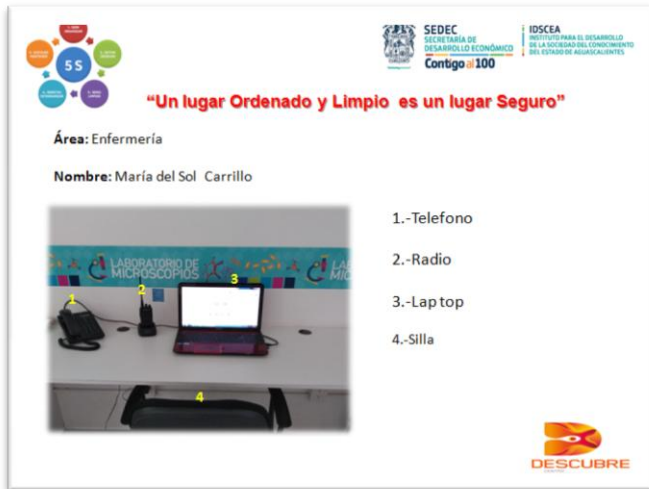 5 S
SEDEC
SECRETARÍA DE
DESARROLLO ECONÓMICO
Contigo al 100
IDSCEA
INSTITUTO PARA EL DESARROLLO
DE LA SOCIEDAD DEL CONOCIMIENTO
DEL ESTADO DE AGUASCALIENTES
“Un lugar Ordenado y Limpio es un lugar Seguro”
Área: Enfermería
Nombre: María del Sol Carrillo
LABORATORIO DE
MICROSCOPIOS
LA
MIC
1
2
3
4
1.-Telefono
2.-Radio
3.-Lap top
4.-Silla
DESCUBRE